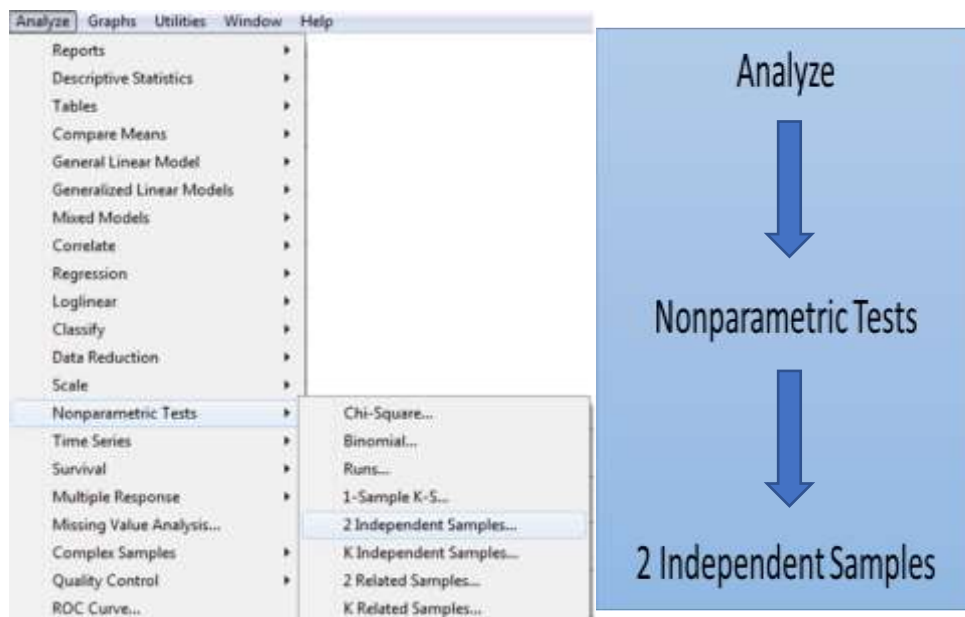 Analyze Graphs Utilities Window Help
Reports
Descriptive Statistics
Tables
Compare Means
General Linear Model
Generalized Linear Models
Mixed Models
Correlate
Regression
Loglinear
Classify
Data Reduction
Scale
Nonparametric Tests
Time Series
Survival
Multiple Response
Missing Value Analysis...
Complex Samples
Quality Control
ROC Curve...
Chi-Square...
Binomial...
Runs...
1-Sample K-S...
2 Independent Samples...
K Independent Samples...
2 Related Samples...
K Related Samples...
Analyze
Nonparametric Tests
2 Independent Samples